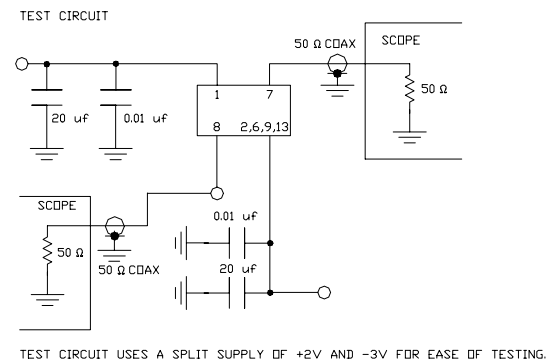 TEST CIRCUIT
50 Ω COAX
SCOPE
1
7
50 Ω
20 uf
0.01 uf
8
2,6,9,13
SCOPE
0.01 uf
50 Ω
50 Ω COAX
20 uf
TEST CIRCUIT USES A SPLIT SUPPLY OF +2V AND -3V FOR EASE OF TESTING.